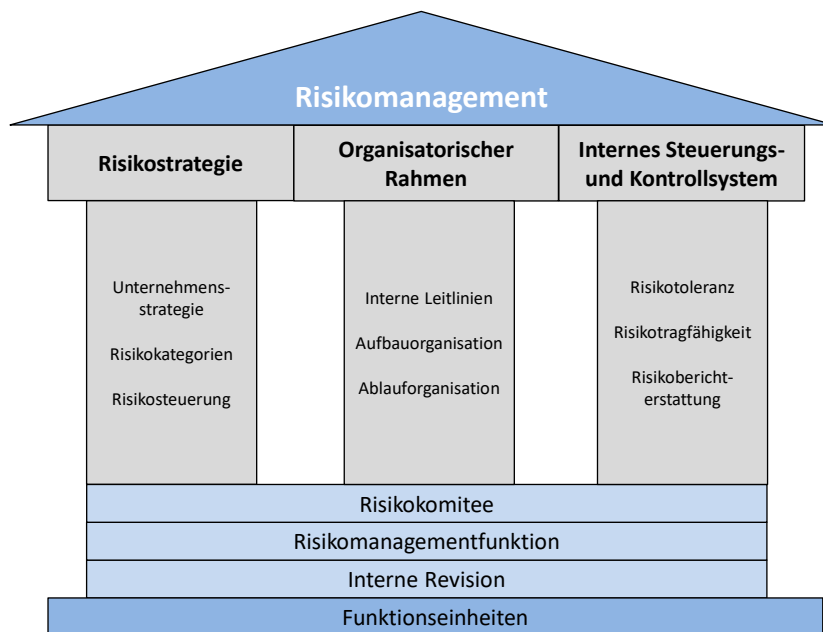 Risikomanagement
Risikostrategie
Organisatorischer
Rahmen
Internes Steuerungs-
und Kontrollsystem
Unternehmens-
strategie
Risikokategorien
Risikosteuerung
Interne Leitlinien
Aufbauorganisation
Ablauforganisation
Risikotoleranz
Risikotragfähigkeit
Risikobericht-
erstattung
Risikokomitee
Risikomanagementfunktion
Interne Revision
Funktionseinheiten